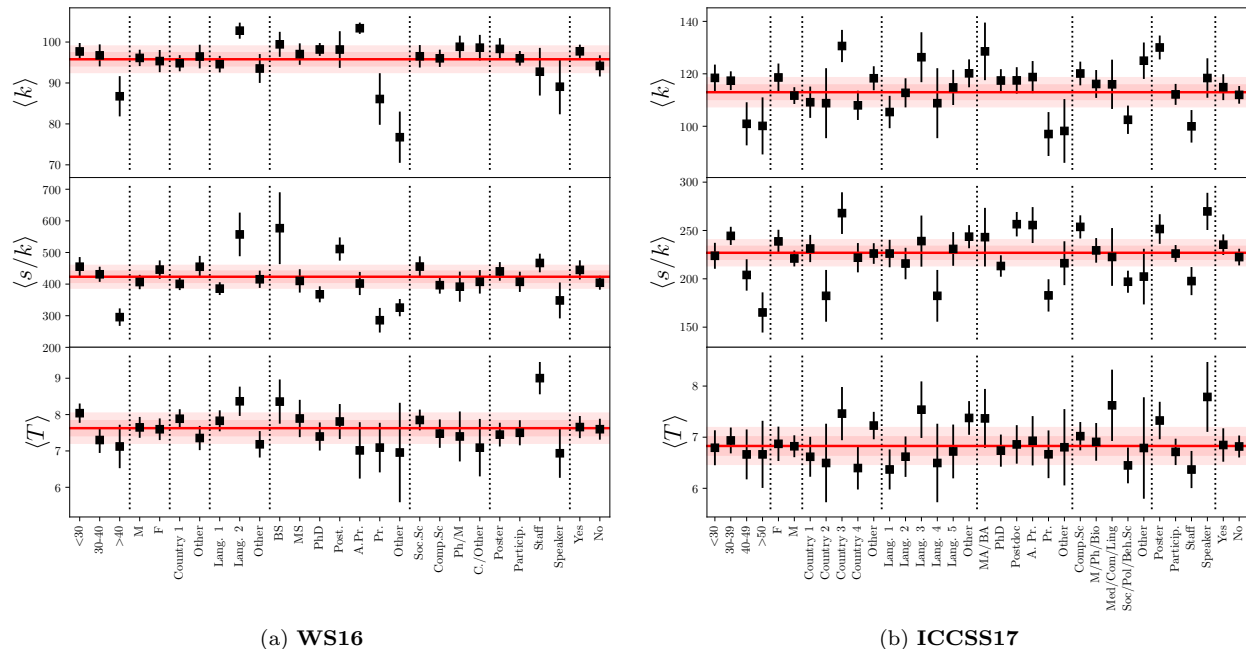 ⟨k⟩
100
90
80
70
⟨s/k⟩
700
600
500
400
300
200
⟨T⟩
9
8
7
6
<30
30-40
>40
M
F
Country 1
Other
Lang. 1
Lang. 2
Other
BS
MS
PhD
Post.
A.Pr.
Pr.
Other
Soc.Sc
Comp.Sc
Ph/M
C./Other
Poster
Particip.
Staff
Speaker
Yes
No
(a) WS16
⟨k⟩
140
120
100
⟨s/k⟩
300
250
200
150
⟨T⟩
8
7
6
<30
30-39
40-49
>50
F
M
Country 1
Country 2
Country 3
Country 4
Other
Lang. 1
Lang. 2
Lang. 3
Lang. 4
Lang. 5
Other
MA/BA
PhD
Postdoc
A. Pr.
Pr.
Other
Comp.Sc
M/Ph/Bio
Med/Com/Ling
Soc/Pol/Beh.Sc
Other
Poster
Particip.
Staff
Speaker
Yes
No
(b) ICCSS17